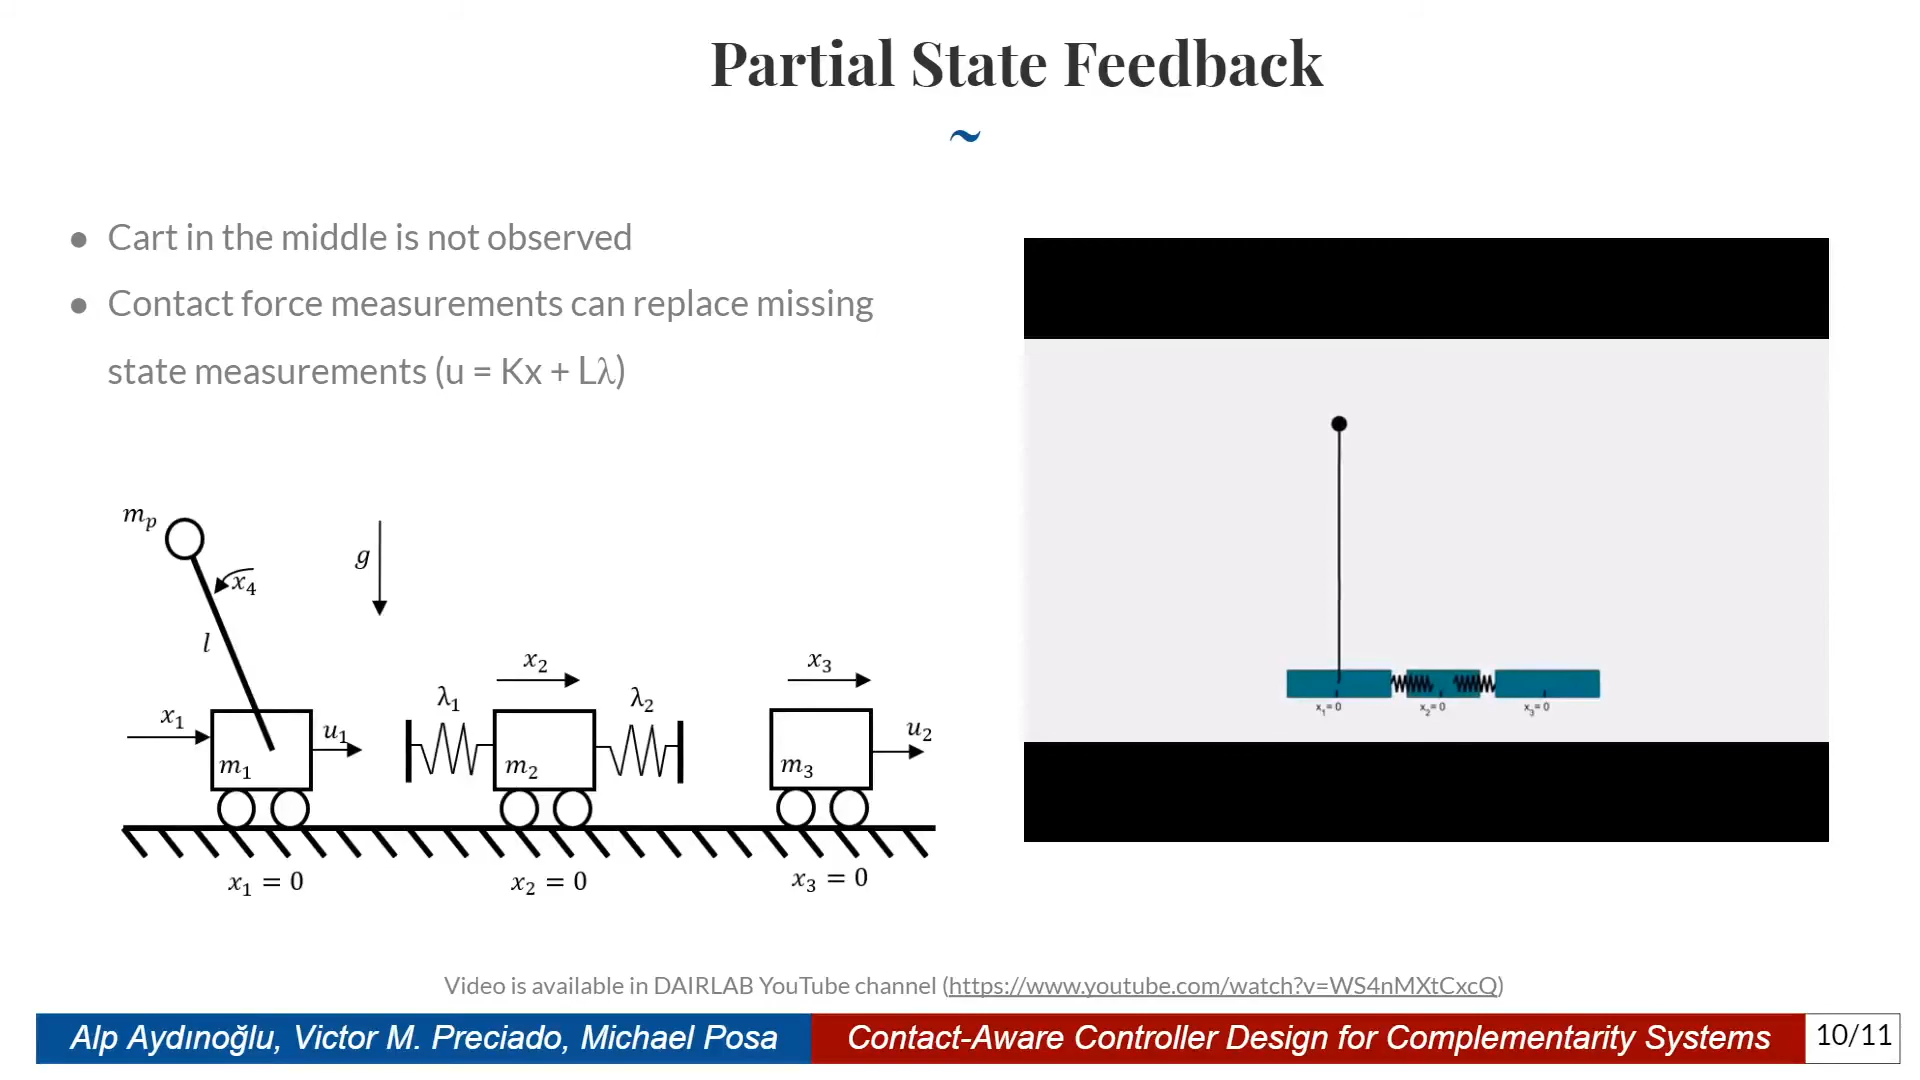 Partial State Feedback
~
● Cart in the middle is not observed
● Contact force measurements can replace missing
state measurements (u = Kx + Lλ)
m_p
g
x_4
l
x_2
x_3
λ_1
λ_2
x_1
u_1
u_2
m_1
m_2
m_3
x_1 = 0
x_2 = 0
x_3 = 0
x_1 = 0
x_2 = 0
x_3 = 0
Video is available in DAIRLAB YouTube channel (https://www.youtube.com/watch?v=WS4nMXtCxcQ)
Alp Aydınoğlu, Victor M. Preciado, Michael Posa
Contact-Aware Controller Design for Complementarity Systems
10/11